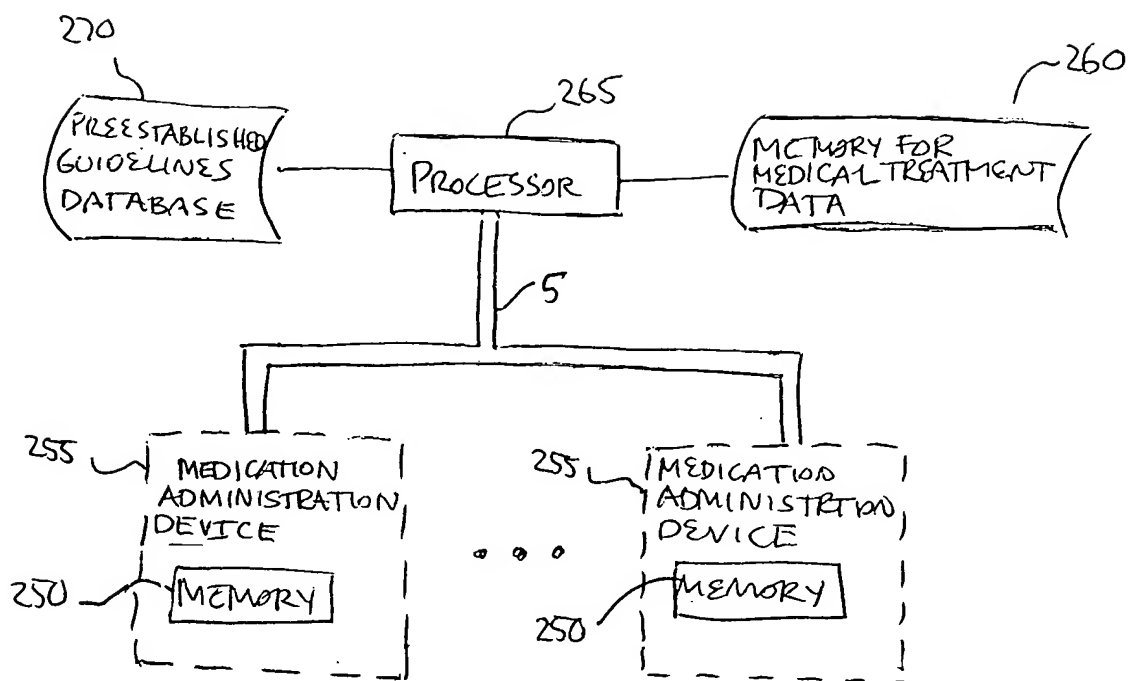 270
265
260
PREESTABLISHED
GUIDELINES
DATABASE
PROCESSOR
MEMORY FOR
MEDICAL TREATMENT
DATA
5
255
MEDICATION
ADMINISTRATION
DEVICE
250
MEMORY
255
MEDICATION
ADMINISTRTION
DEVICE
250
MEMORY